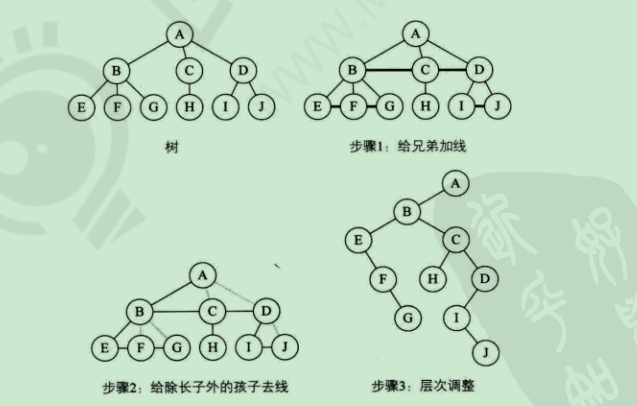 A A
B C D B C D
E F G H I J E F G H I J
树 步骤1：给兄弟加线
A
B
E C
A
F H D
B C D
G I
E F G H I J
J
步骤2：给除长子外的孩子去线 步骤3：层次调整